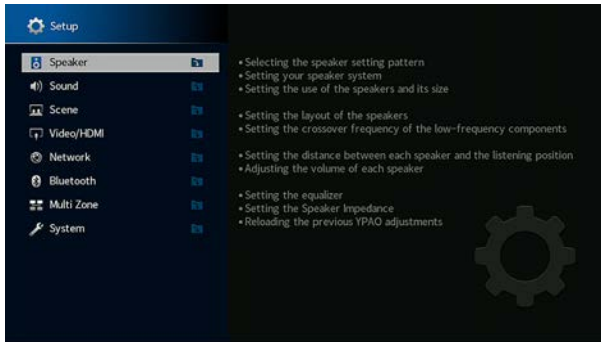 Setup
Speaker
Sound
Scene
Video/HDMI
Network
Bluetooth
Multi Zone
System
• Selecting the speaker setting pattern
• Setting your speaker system
• Setting the use of the speakers and its size
• Setting the layout of the speakers
• Setting the crossover frequency of the low-frequency components
• Setting the distance between each speaker and the listening position
• Adjusting the volume of each speaker
• Setting the equalizer
• Setting the Speaker Impedance
• Reloading the previous YPAO adjustments